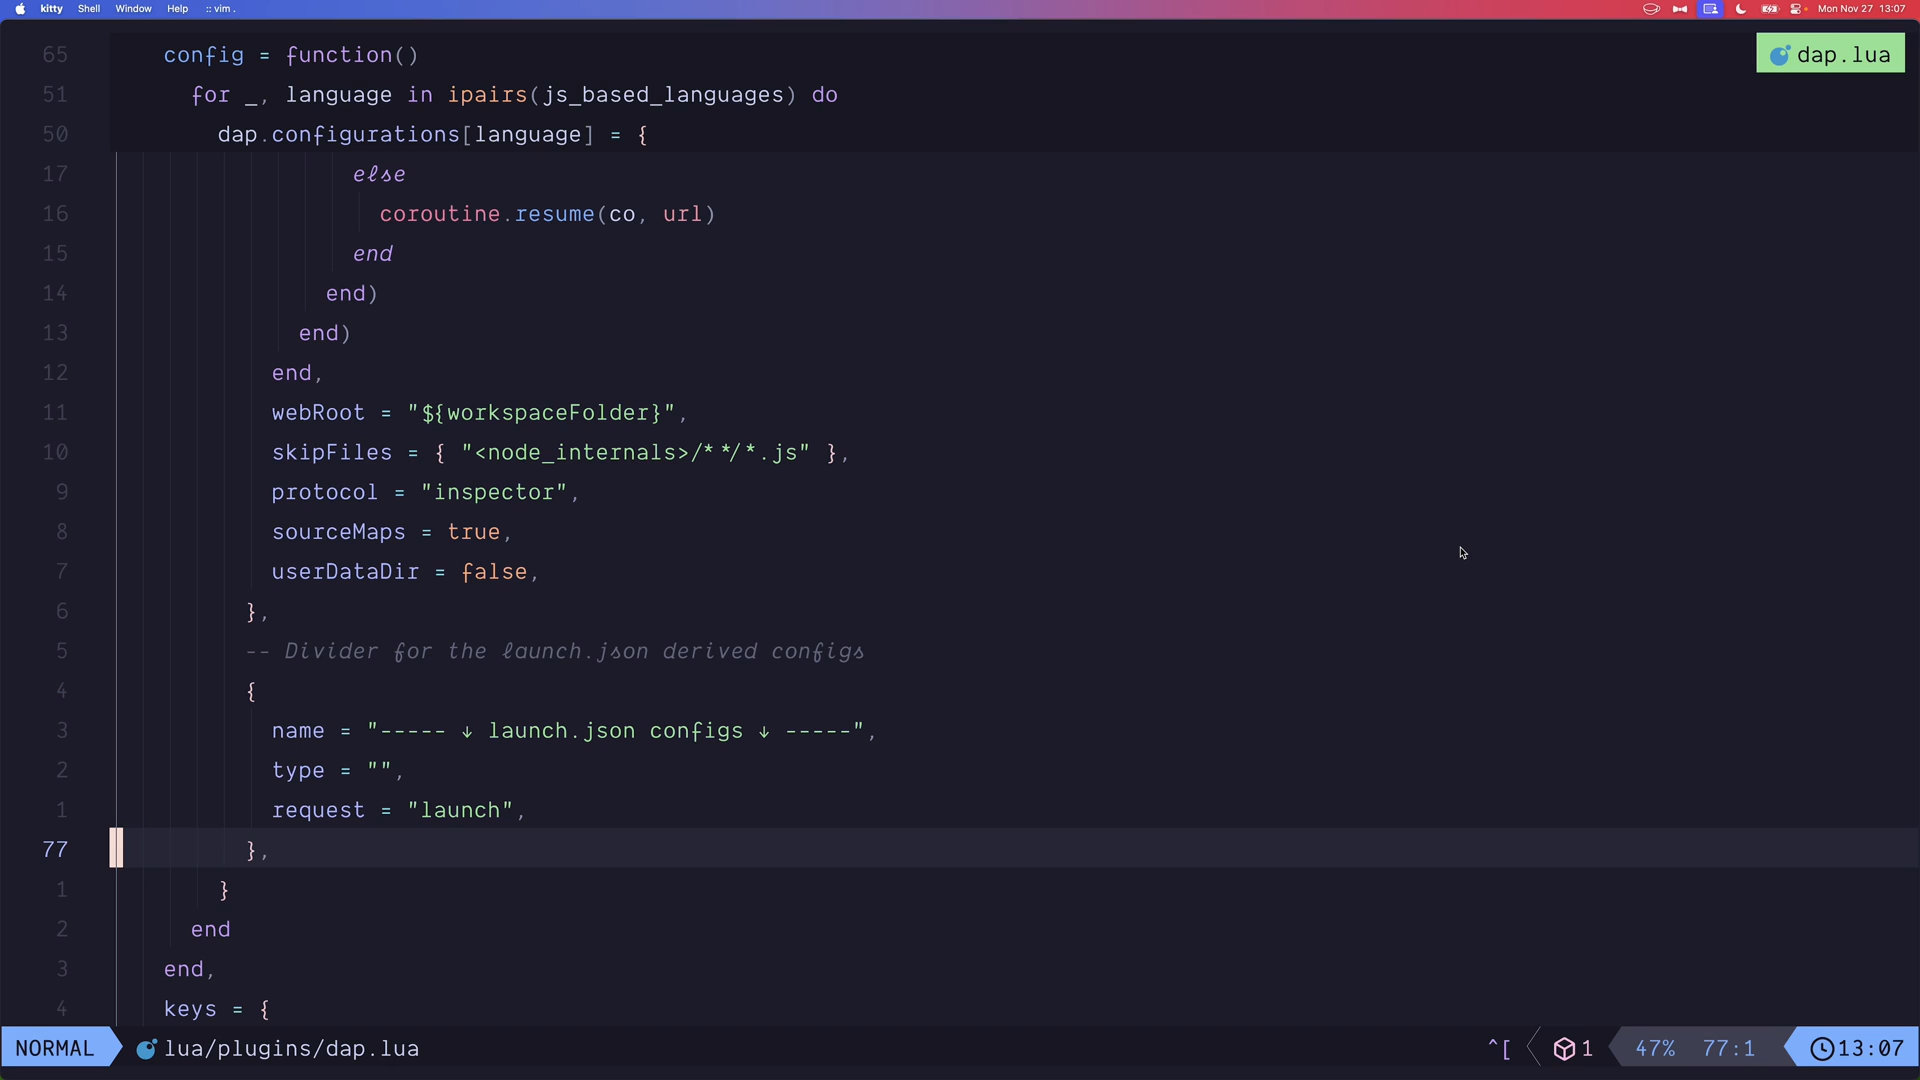 kitty Shell Window Help :: vim . Mon Nov 27 13:07
65 config = function()
dap.lua
51 for _, language in ipairs(js_based_languages) do
50 dap.configurations[language] = {
17 else
16 coroutine.resume(co, url)
15 end
14 end)
13 end)
12 end,
11 webRoot = "${workspaceFolder}",
10 skipFiles = { "<node_internals>/**/*.js" },
9 protocol = "inspector",
8 sourceMaps = true,
7 userDataDir = false,
6 },
5 -- Divider for the launch.json derived configs
4 {
3 name = "----- ↓ launch.json configs ↓ -----",
2 type = "",
1 request = "launch",
77 },
1 }
2 end
3 end,
4 keys = {
NORMAL lua/plugins/dap.lua ^[ 1 47% 77:1 13:07